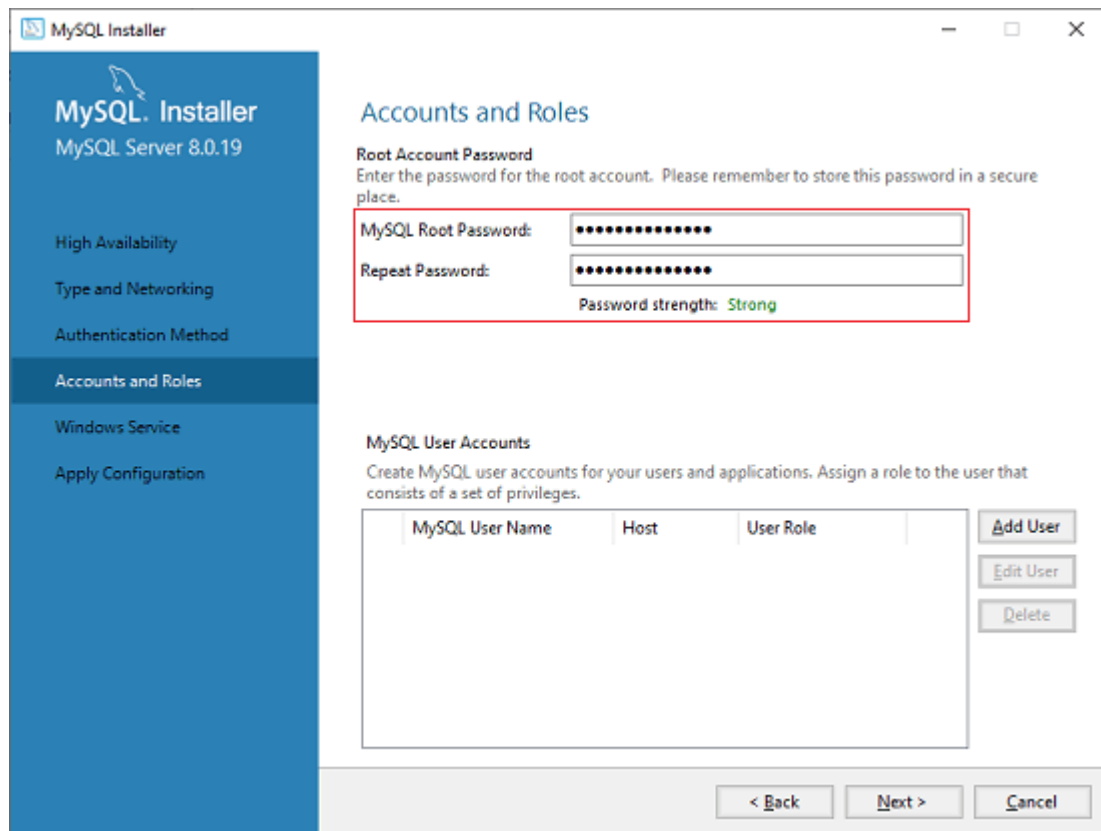 MySQL Installer
MySQL. Installer
MySQL Server 8.0.19
High Availability
Type and Networking
Authentication Method
Accounts and Roles
Windows Service
Apply Configuration
Accounts and Roles
Root Account Password
Enter the password for the root account. Please remember to store this password in a secure
place.
MySQL Root Password: ••••••••••••••
Repeat Password: ••••••••••••••
Password strength: Strong
MySQL User Accounts
Create MySQL user accounts for your users and applications. Assign a role to the user that
consists of a set of privileges.
MySQL User Name Host User Role
Add User
Edit User
Delete
< Back Next > Cancel